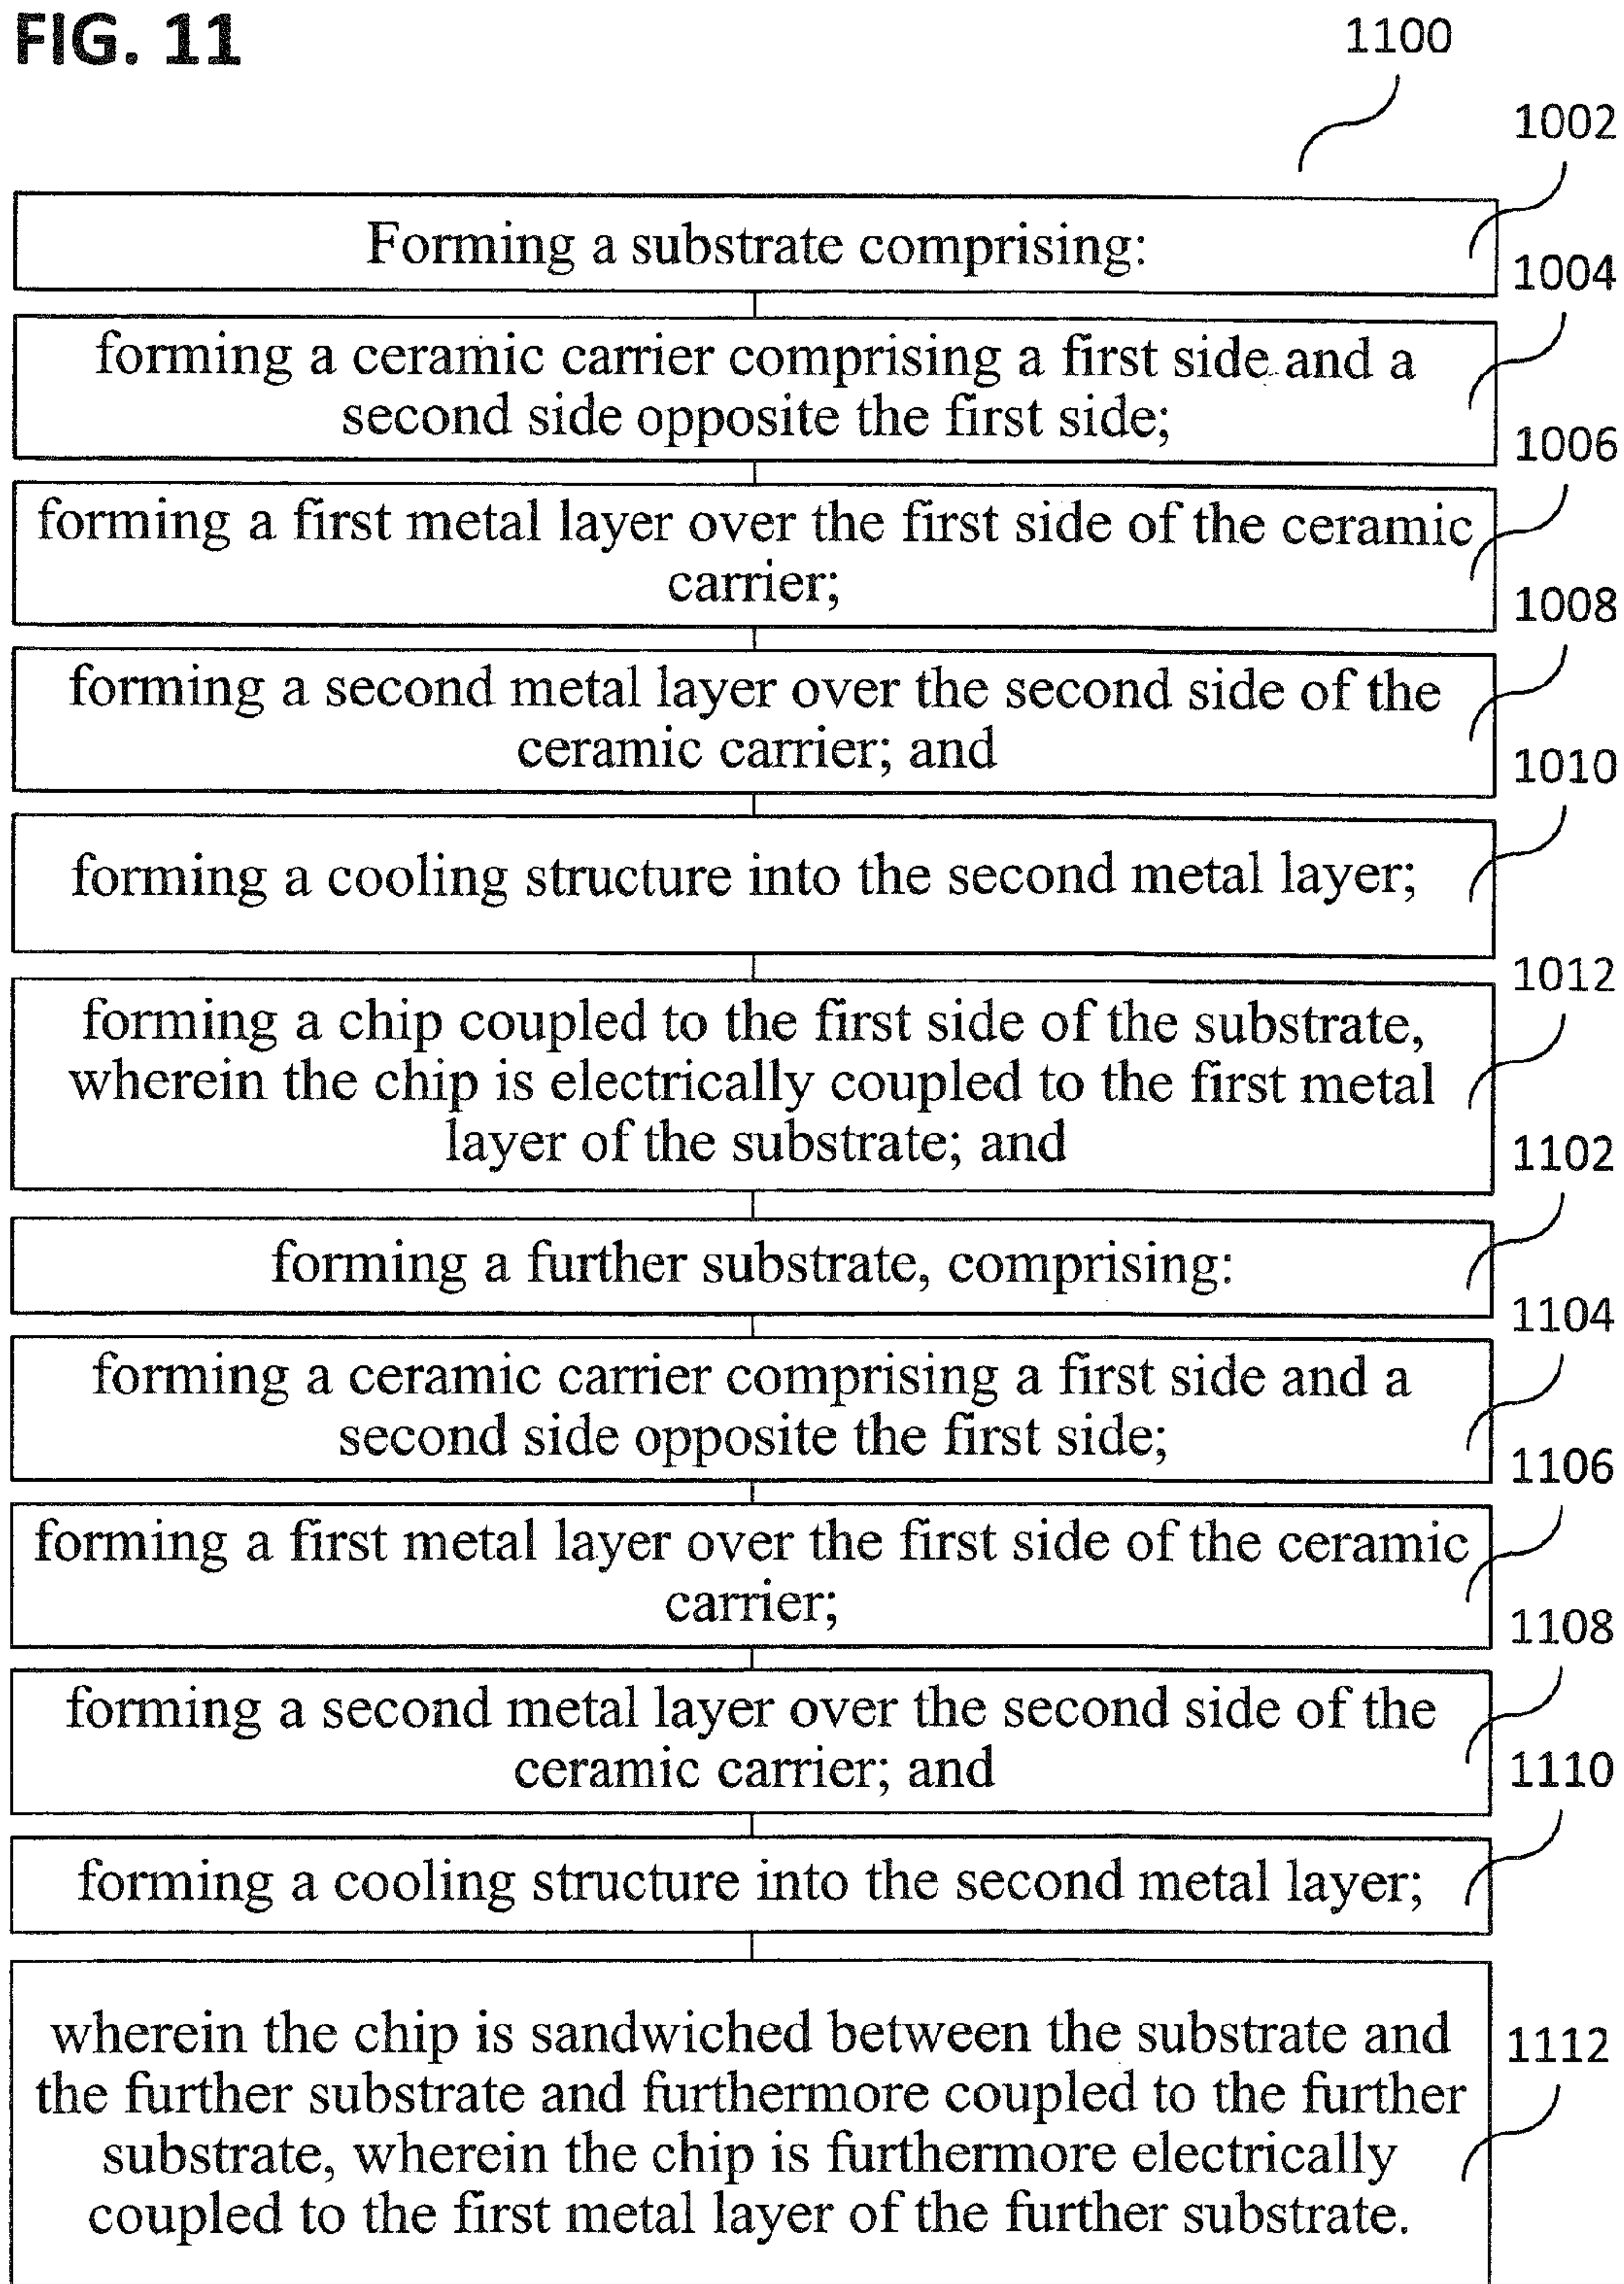 FIG. 11
1100
1002
Forming a substrate comprising:
1004
forming a ceramic carrier comprising a first side and a
second side opposite the first side;
1006
forming a first metal layer over the first side of the ceramic
carrier;
1008
forming a second metal layer over the second side of the
ceramic carrier; and
1010
forming a cooling structure into the second metal layer;
1012
forming a chip coupled to the first side of the substrate,
wherein the chip is electrically coupled to the first metal
layer of the substrate; and
1102
forming a further substrate, comprising:
1104
forming a ceramic carrier comprising a first side and a
second side opposite the first side;
1106
forming a first metal layer over the first side of the ceramic
carrier;
1108
forming a second metal layer over the second side of the
ceramic carrier; and
1110
forming a cooling structure into the second metal layer;
wherein the chip is sandwiched between the substrate and
1112
the further substrate and furthermore coupled to the further
substrate, wherein the chip is furthermore electrically
coupled to the first metal layer of the further substrate.